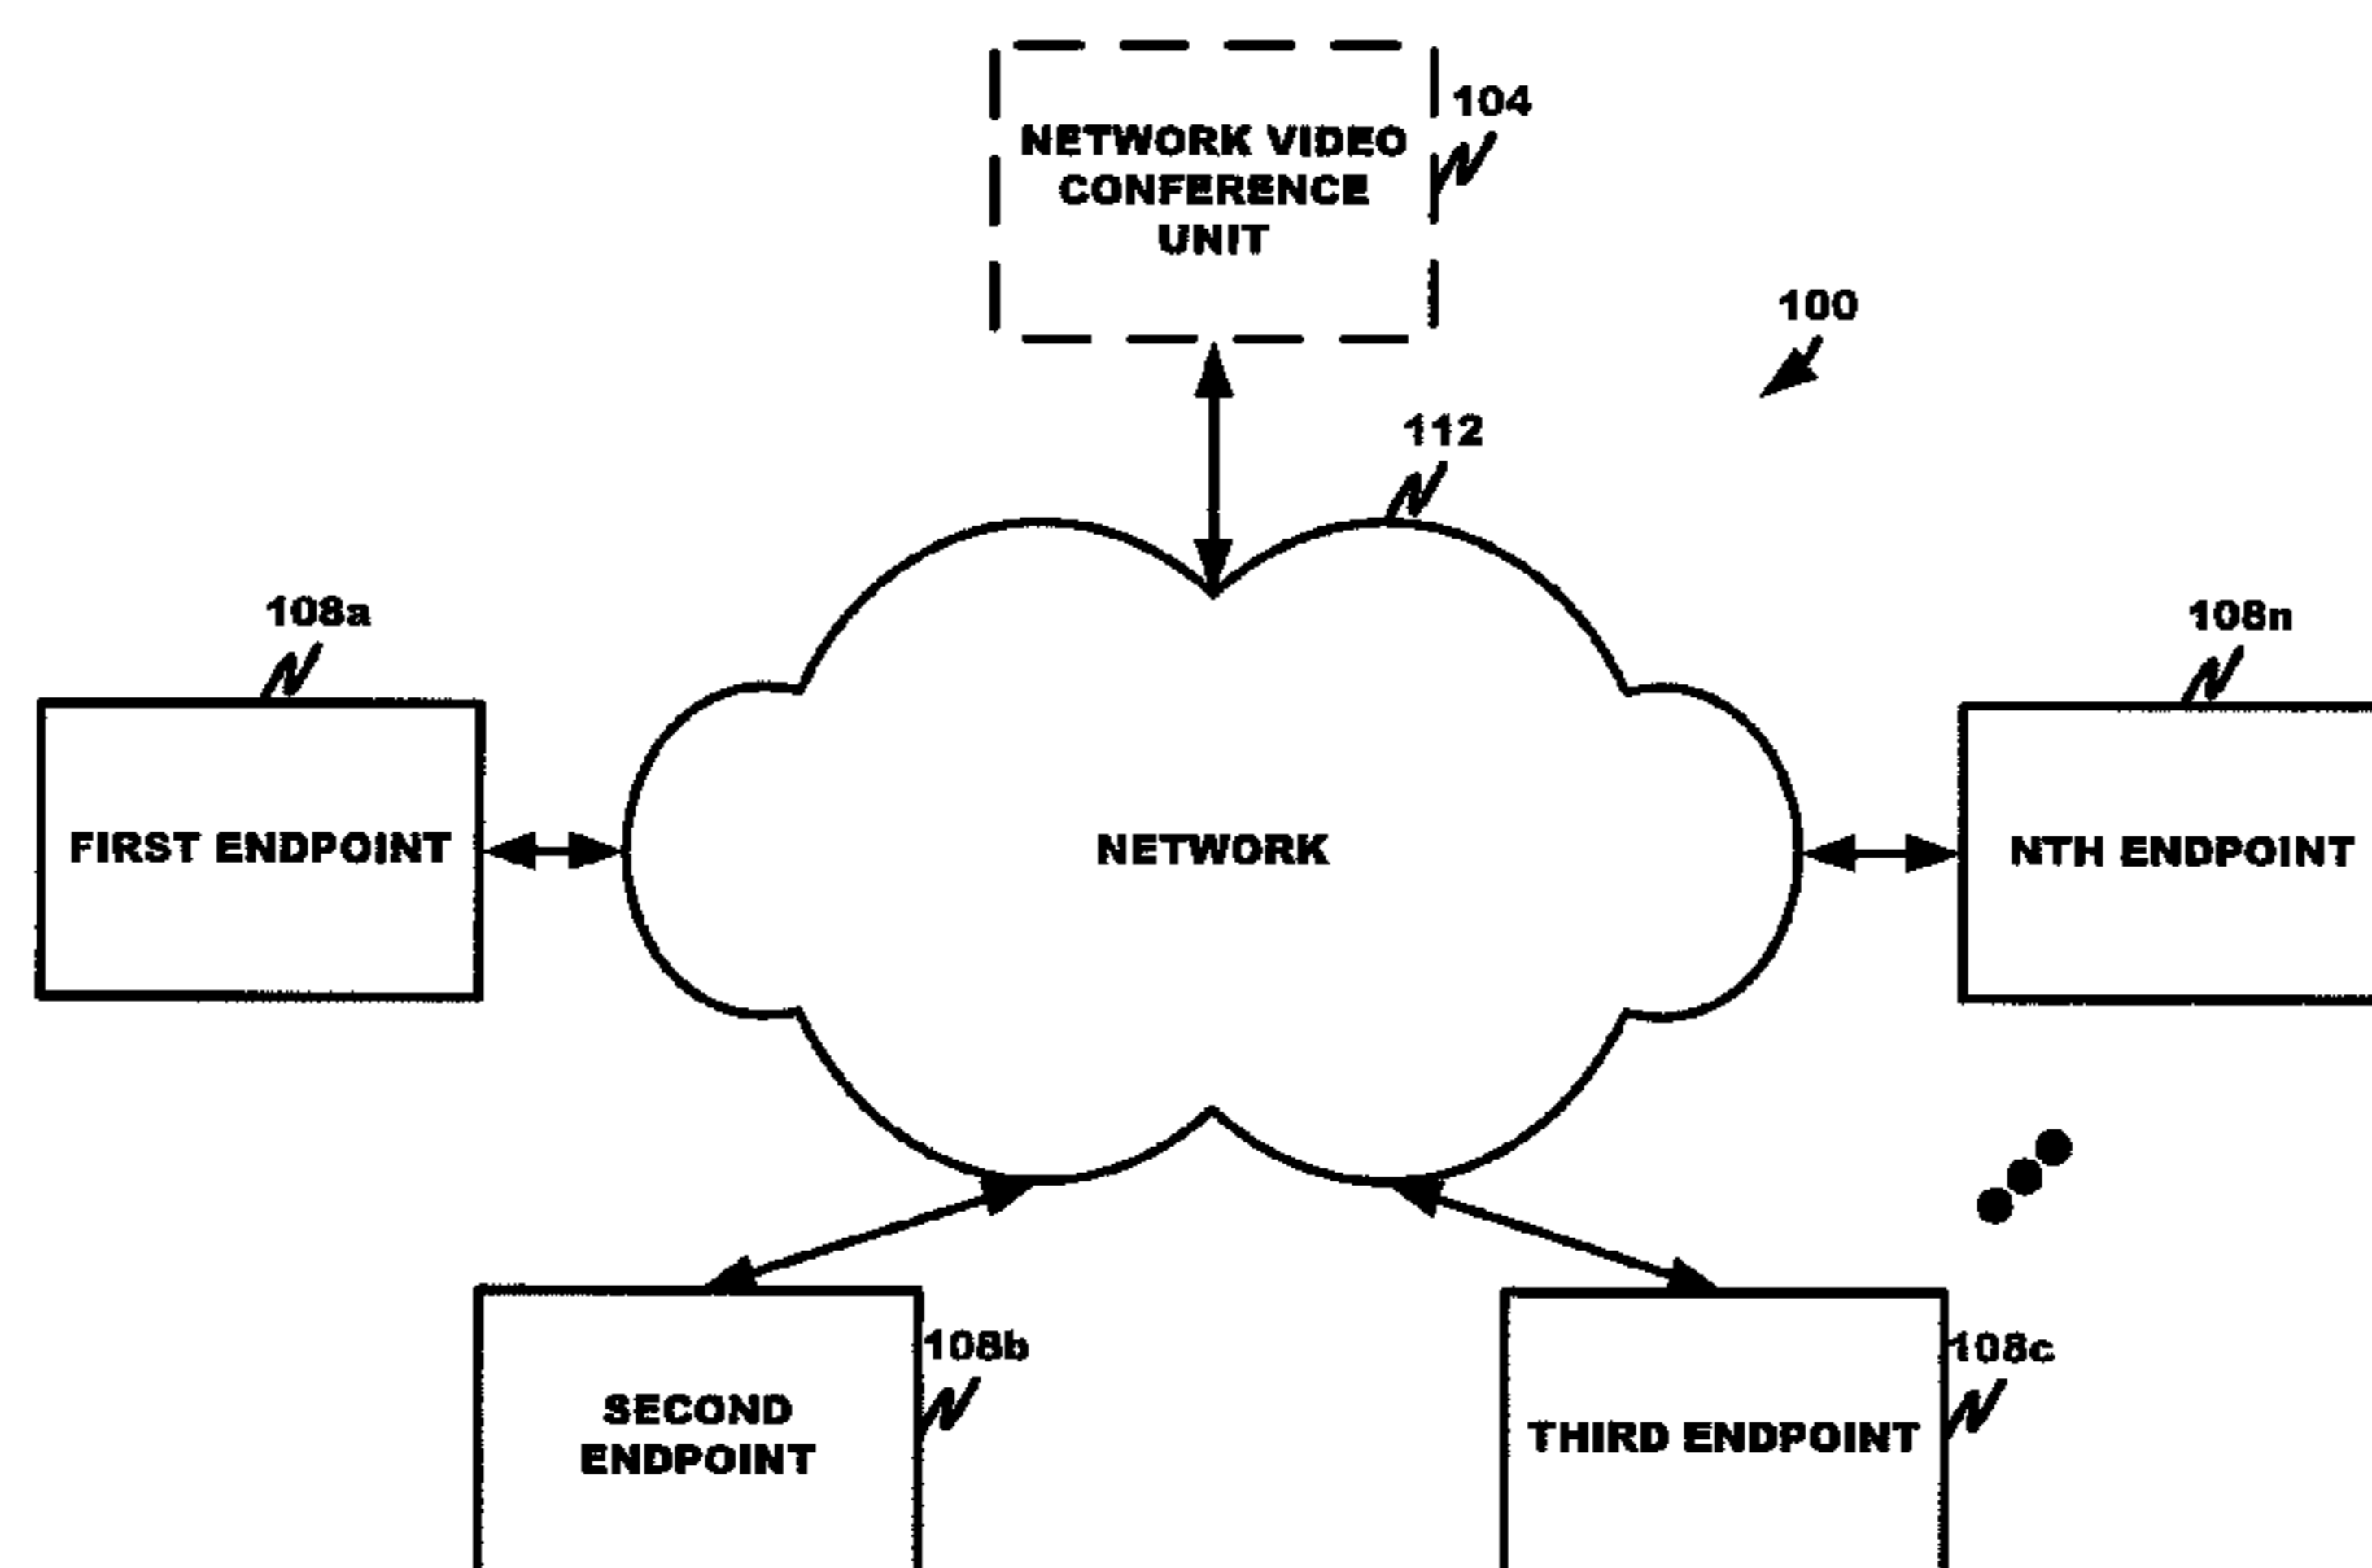 104
NETWORK VIDEO
CONFERENCE
UNIT
100
112
108a
108n
FIRST ENDPOINT
NETWORK
NTH ENDPOINT
108b
108c
SECOND
ENDPOINT
THIRD ENDPOINT